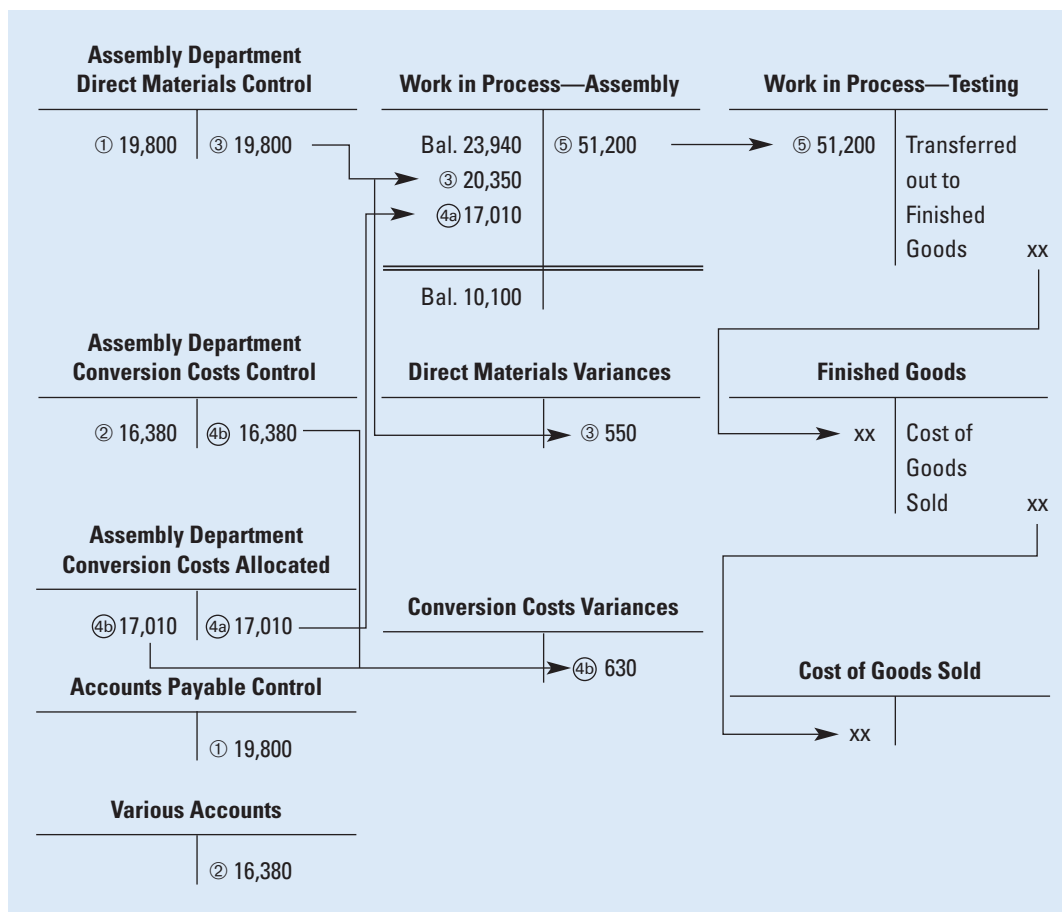 Assembly Department
Direct Materials Control
① 19,800 ③ 19,800
Work in Process—Assembly
Bal. 23,940 ⑤ 51,200
③ 20,350
4a 17,010
Bal. 10,100
Work in Process—Testing
⑤ 51,200 Transferred
out to
Finished
Goods xx
Assembly Department
Conversion Costs Control
② 16,380 4b 16,380
Direct Materials Variances
③ 550
Finished Goods
xx Cost of
Goods
Sold xx
Assembly Department
Conversion Costs Allocated
4b 17,010 4a 17,010
Conversion Costs Variances
4b 630
Cost of Goods Sold
xx
Accounts Payable Control
① 19,800
Various Accounts
② 16,380